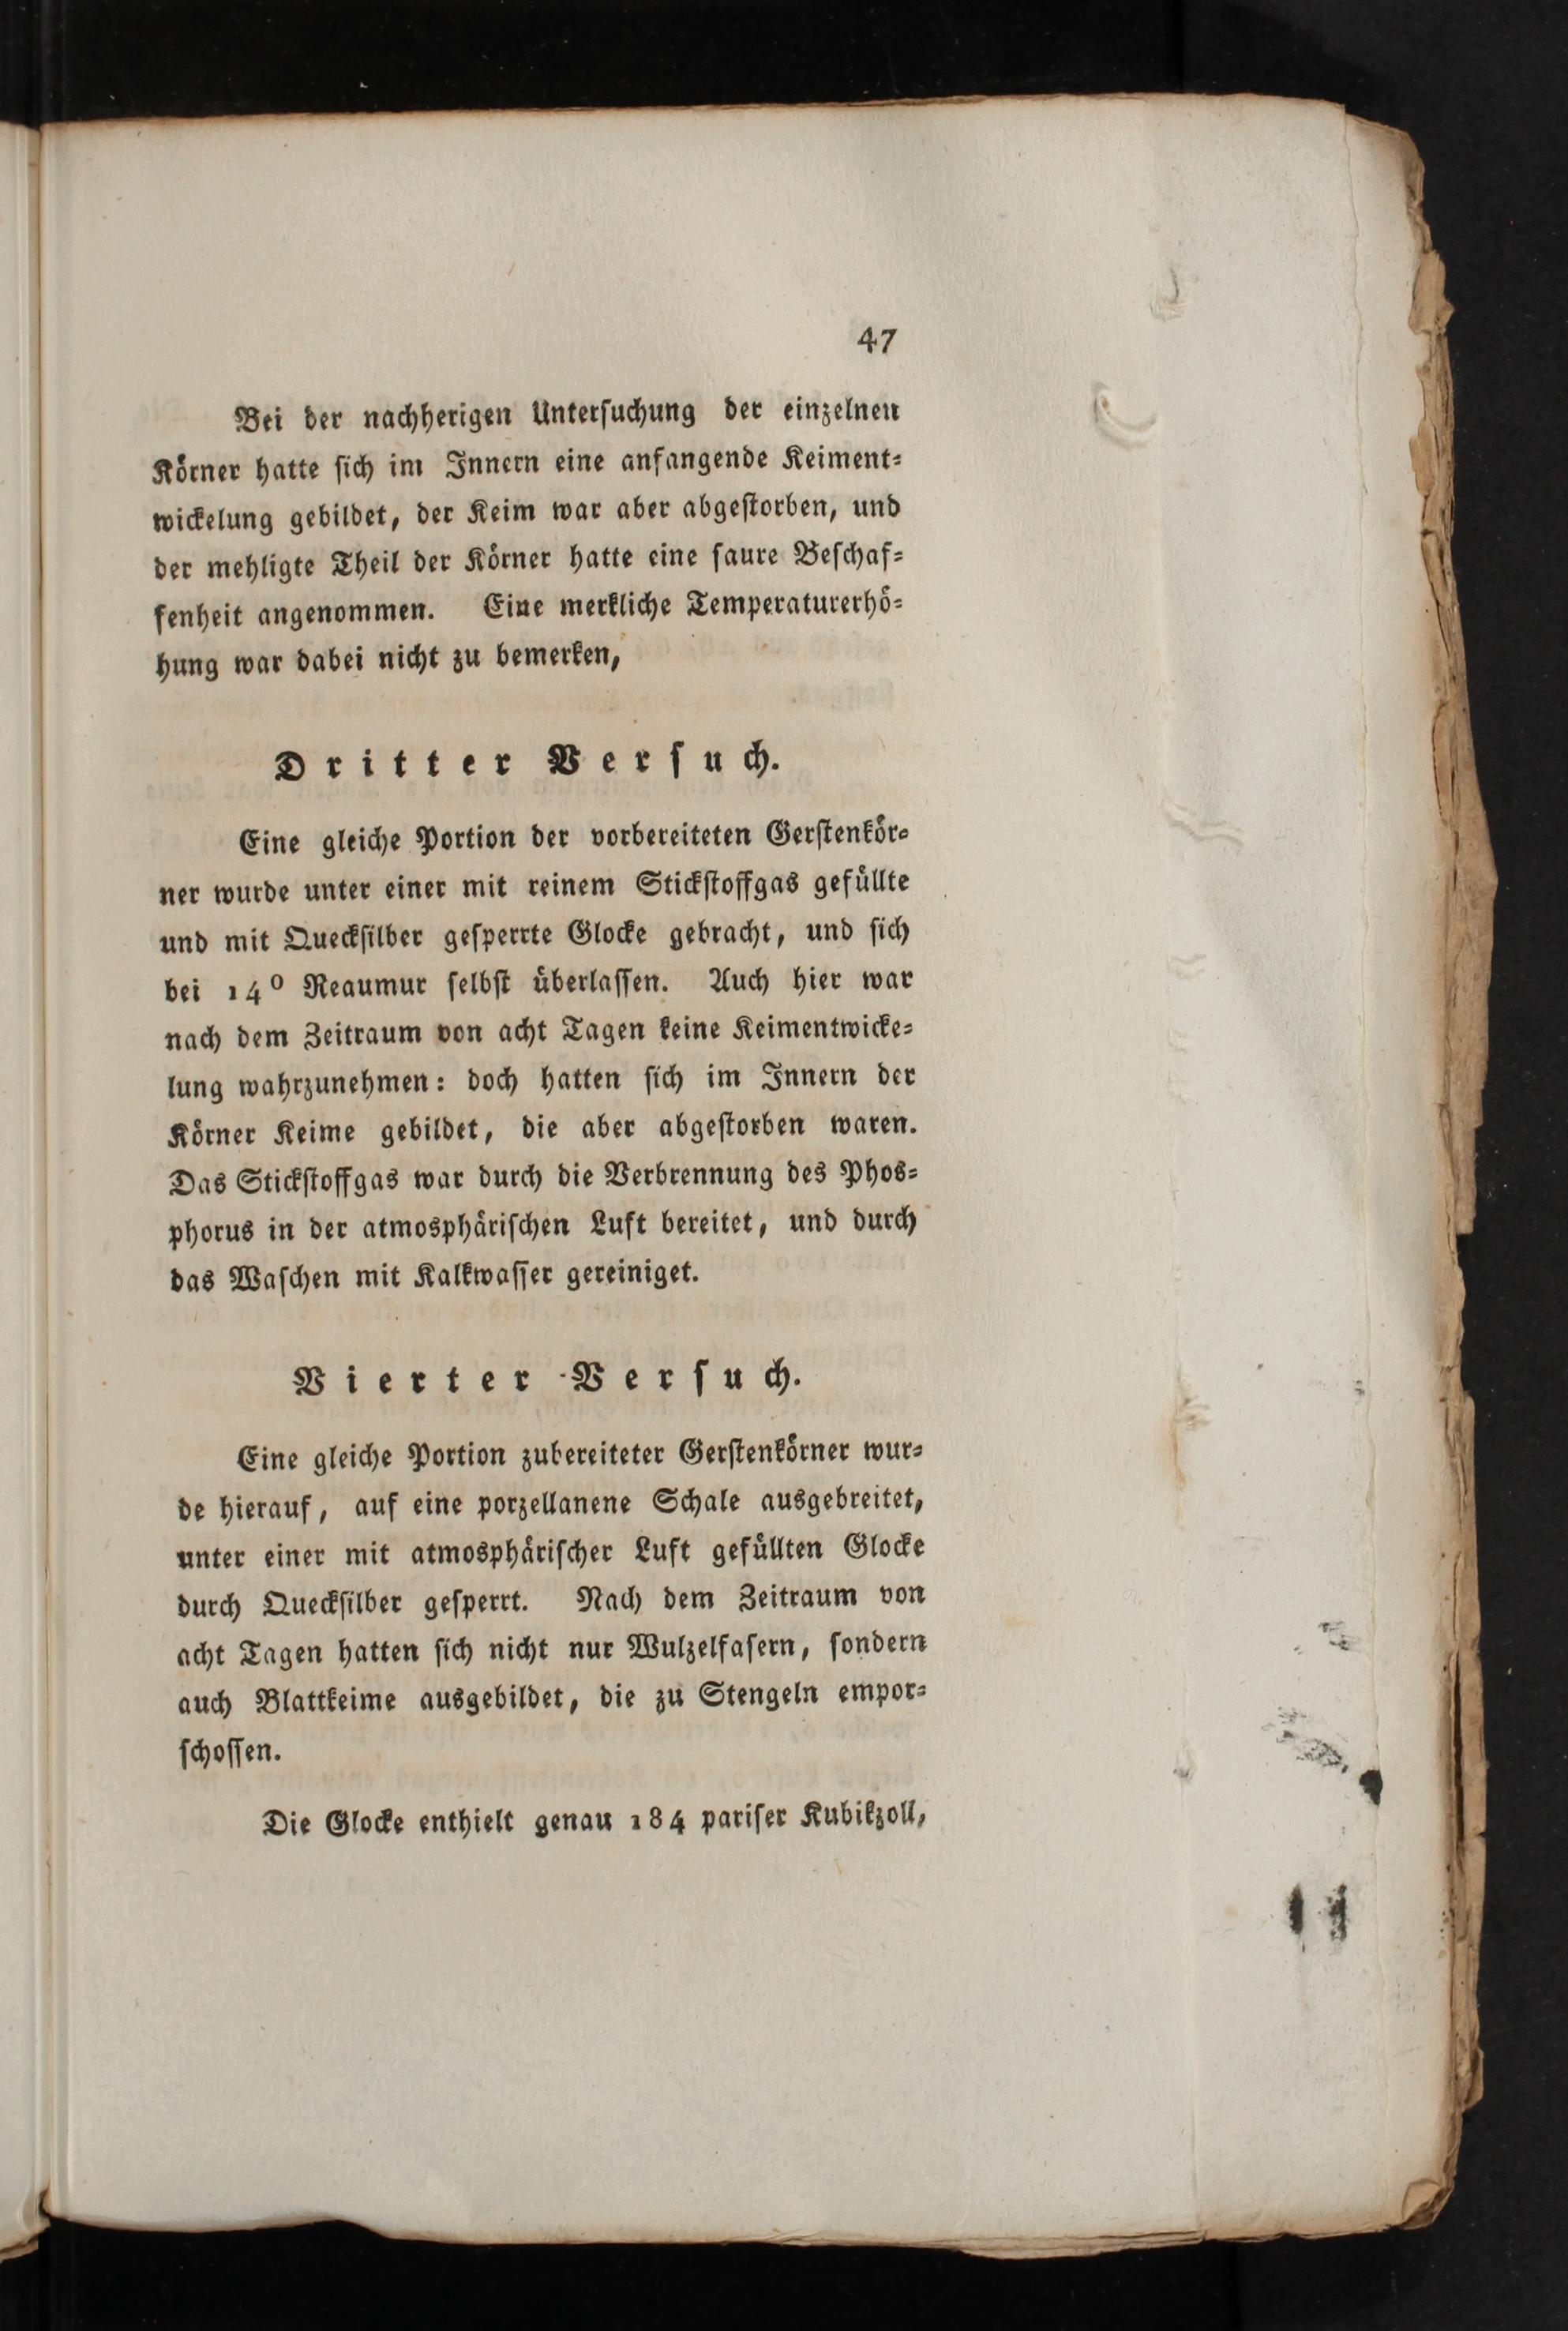 47
Bei der nachherigen Unterſuchung der einzelnen
Körner hatte ſich im Innern eine anfangende Keiment⸗
wickelung gebildet, der Keim war aber abgeſtorben, und
der mehligte Theil der Körner hatte eine ſaure Beſchaf⸗
fenheit angenommen. Eine merkliche Temperaturerhö⸗
hung war dabei nicht zu bemerken,
Dritter Verſuch.
Eine gleiche Portion der vorbereiteten Gerſtenkör⸗
ner wurde unter einer mit reinem Stickſtoffgas gefüllte
und mit Queckſilber geſperrte Glocke gebracht, und ſich
bei 14⁰ Reaumur ſelbſt überlaſſen. Auch hier war
nach dem Zeitraum von acht Tagen keine Keimentwicke⸗
lung wahrzunehmen: doch hatten ſich im Innern der
Körner Keime gebildet, die aber abgeſtorben waren.
Das Stickſtoffgas war durch die Verbrennung des Phos⸗
phorus in der atmosphäriſchen Luft bereitet, und durch
das Waſchen mit Kalkwaſſer gereiniget.
Vierter Verſuch.
Eine gleiche Portion zubereiteter Gerſtenkörner wur⸗
de hierauf, auf eine porzellanene Schale ausgebreitet,
unter einer mit atmosphäriſcher Luft gefüllten Glocke
durch Queckſilber geſperrt. Nach dem Zeitraum von
acht Tagen hatten ſich nicht nur Wulzelfaſern, ſondern
auch Blattkeime ausgebildet, die zu Stengeln empor⸗
ſchoſſen.
Die Glocke enthielt genau 184 pariſer Kubikzoll,